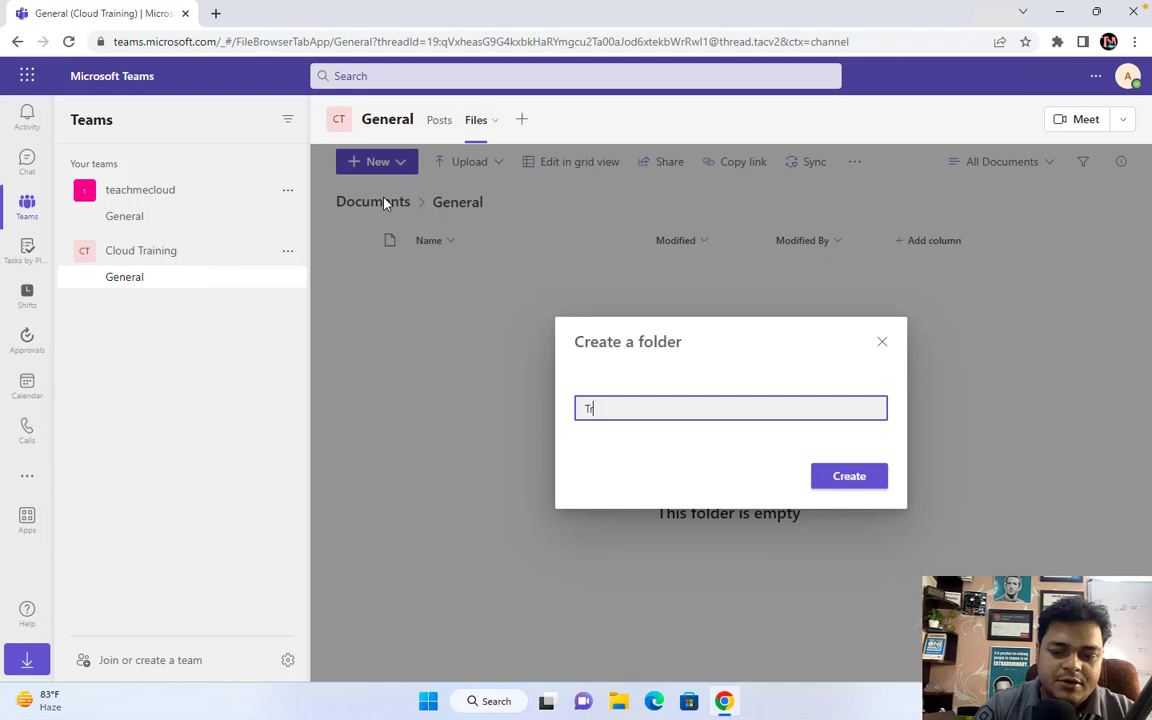 General (Cloud Training) | Micros
teams.microsoft.com/_#/FileBrowserTabApp/General?threadId=19:qVxheasG9G4kxbkHaRYmgcu2Ta00aJod6xtekbWrRwI1@thread.tacv2&ctx=channel
TM
Microsoft Teams
Search
A
Activity
Chat
Teams
Tasks by Pl...
Shifts
Approvals
Calendar
Calls
Apps
Help
Teams
Your teams
t
teachmecloud
General
CT
Cloud Training
General
Join or create a team
CT
General
Posts
Files
Meet
New
Upload
Edit in grid view
Share
Copy link
Sync
All Documents
Documents > General
Name
Modified
Modified By
Add column
Create a folder
Tr
Create
This folder is empty
83°F
Haze
Search
EXTRAORDINARY